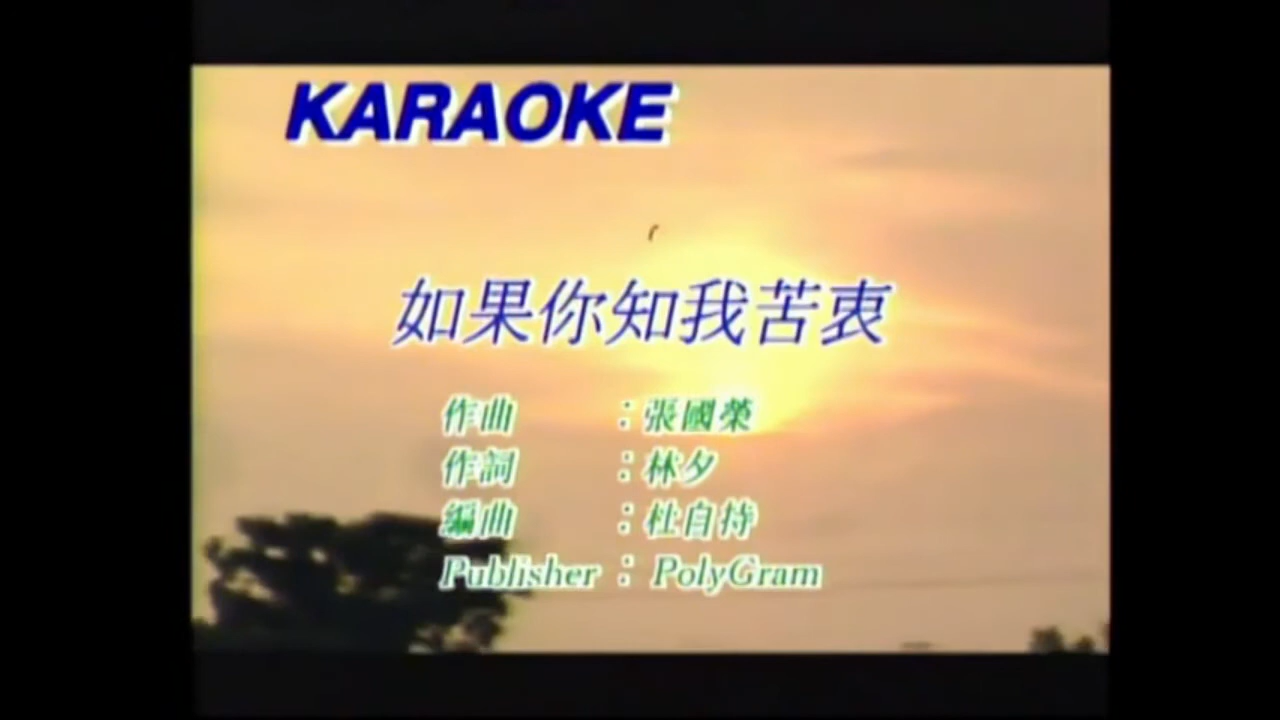 KARAOKE
如果你知我苦衷
作曲 ：張國榮
作詞 ：林夕
編曲 ：杜自持
Publisher ： PolyGram